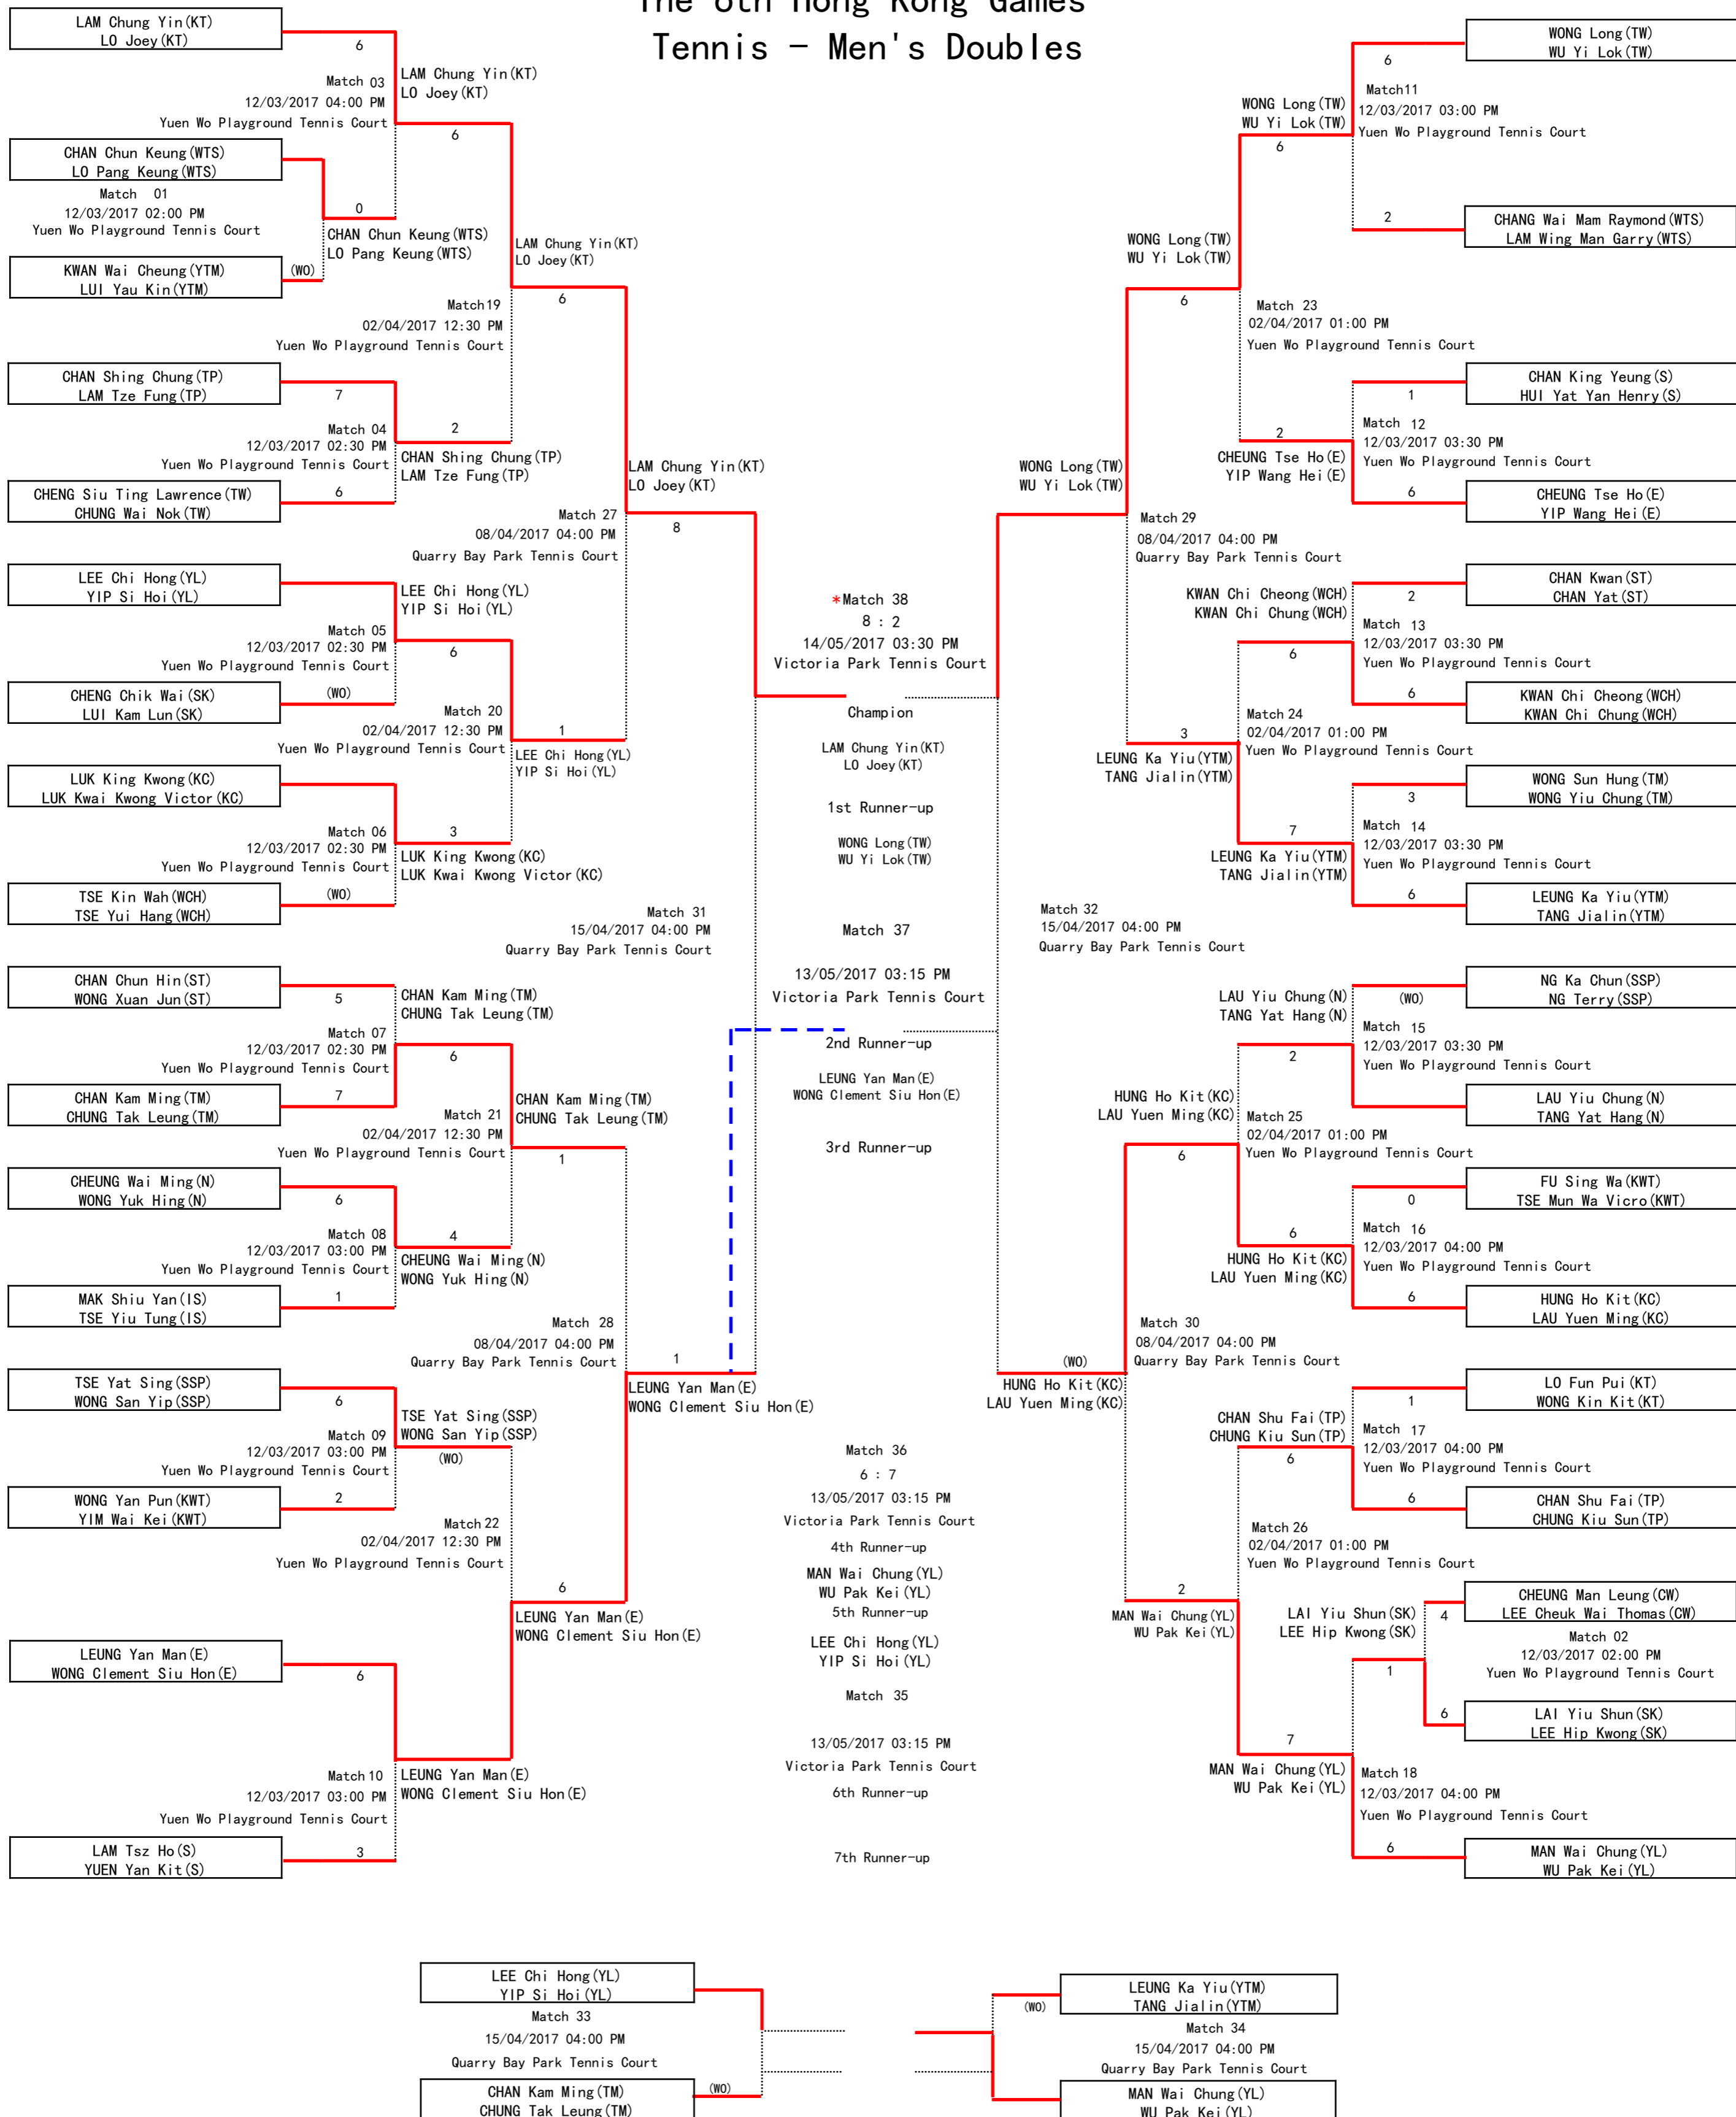 The 6th Hong Kong Games
Tennis - Men's Doubles
LAM Chung Yin(KT)
LO Joey(KT)
6
Match 03
12/03/2017 04:00 PM
Yuen Wo Playground Tennis Court
LAM Chung Yin(KT)
LO Joey(KT)
6
CHAN Chun Keung(WTS)
LO Pang Keung(WTS)
Match 01
12/03/2017 02:00 PM
Yuen Wo Playground Tennis Court
0
CHAN Chun Keung(WTS)
LO Pang Keung(WTS)
KWAN Wai Cheung(YTM)
LUI Yau Kin(YTM)
(WO)
LAM Chung Yin(KT)
LO Joey(KT)
6
Match19
02/04/2017 12:30 PM
Yuen Wo Playground Tennis Court
CHAN Shing Chung(TP)
LAM Tze Fung(TP)
7
Match 04
12/03/2017 02:30 PM
Yuen Wo Playground Tennis Court
2
CHAN Shing Chung(TP)
LAM Tze Fung(TP)
CHENG Siu Ting Lawrence(TW)
CHUNG Wai Nok(TW)
6
LAM Chung Yin(KT)
LO Joey(KT)
8
Match 27
08/04/2017 04:00 PM
Quarry Bay Park Tennis Court
LEE Chi Hong(YL)
YIP Si Hoi(YL)
LEE Chi Hong(YL)
YIP Si Hoi(YL)
Match 05
12/03/2017 02:30 PM
Yuen Wo Playground Tennis Court
6
CHENG Chik Wai(SK)
LUI Kam Lun(SK)
(WO)
Match 20
02/04/2017 12:30 PM
Yuen Wo Playground Tennis Court
1
LEE Chi Hong(YL)
YIP Si Hoi(YL)
LUK King Kwong(KC)
LUK Kwai Kwong Victor(KC)
Match 06
12/03/2017 02:30 PM
Yuen Wo Playground Tennis Court
3
LUK King Kwong(KC)
LUK Kwai Kwong Victor(KC)
TSE Kin Wah(WCH)
TSE Yui Hang(WCH)
(WO)
Match 31
15/04/2017 04:00 PM
Quarry Bay Park Tennis Court
CHAN Chun Hin(ST)
WONG Xuan Jun(ST)
5
CHAN Kam Ming(TM)
CHUNG Tak Leung(TM)
Match 07
12/03/2017 02:30 PM
Yuen Wo Playground Tennis Court
6
CHAN Kam Ming(TM)
CHUNG Tak Leung(TM)
7
Match 21
02/04/2017 12:30 PM
Yuen Wo Playground Tennis Court
CHAN Kam Ming(TM)
CHUNG Tak Leung(TM)
1
CHEUNG Wai Ming(N)
WONG Yuk Hing(N)
6
Match 08
12/03/2017 03:00 PM
Yuen Wo Playground Tennis Court
4
CHEUNG Wai Ming(N)
WONG Yuk Hing(N)
MAK Shiu Yan(IS)
TSE Yiu Tung(IS)
1
Match 28
08/04/2017 04:00 PM
Quarry Bay Park Tennis Court
1
LEUNG Yan Man(E)
WONG Clement Siu Hon(E)
TSE Yat Sing(SSP)
WONG San Yip(SSP)
6
TSE Yat Sing(SSP)
WONG San Yip(SSP)
(WO)
Match 09
12/03/2017 03:00 PM
Yuen Wo Playground Tennis Court
WONG Yan Pun(KWT)
YIM Wai Kei(KWT)
2
Match 22
02/04/2017 12:30 PM
Yuen Wo Playground Tennis Court
6
LEUNG Yan Man(E)
WONG Clement Siu Hon(E)
LEUNG Yan Man(E)
WONG Clement Siu Hon(E)
6
Match 10
12/03/2017 03:00 PM
Yuen Wo Playground Tennis Court
LEUNG Yan Man(E)
WONG Clement Siu Hon(E)
LAM Tsz Ho(S)
YUEN Yan Kit(S)
3
*Match 38
8 : 2
14/05/2017 03:30 PM
Victoria Park Tennis Court
Champion
LAM Chung Yin(KT)
LO Joey(KT)
1st Runner-up
WONG Long(TW)
WU Yi Lok(TW)
Match 37
13/05/2017 03:15 PM
Victoria Park Tennis Court
2nd Runner-up
LEUNG Yan Man(E)
WONG Clement Siu Hon(E)
3rd Runner-up
Match 36
6 : 7
13/05/2017 03:15 PM
Victoria Park Tennis Court
4th Runner-up
MAN Wai Chung(YL)
WU Pak Kei(YL)
5th Runner-up
LEE Chi Hong(YL)
YIP Si Hoi(YL)
Match 35
13/05/2017 03:15 PM
Victoria Park Tennis Court
6th Runner-up
7th Runner-up
WONG Long(TW)
WU Yi Lok(TW)
6
Match11
12/03/2017 03:00 PM
Yuen Wo Playground Tennis Court
WONG Long(TW)
WU Yi Lok(TW)
6
2
CHANG Wai Mam Raymond(WTS)
LAM Wing Man Garry(WTS)
WONG Long(TW)
WU Yi Lok(TW)
6
Match 23
02/04/2017 01:00 PM
Yuen Wo Playground Tennis Court
CHAN King Yeung(S)
HUI Yat Yan Henry(S)
1
Match 12
12/03/2017 03:30 PM
Yuen Wo Playground Tennis Court
2
CHEUNG Tse Ho(E)
YIP Wang Hei(E)
6
CHEUNG Tse Ho(E)
YIP Wang Hei(E)
WONG Long(TW)
WU Yi Lok(TW)
Match 29
08/04/2017 04:00 PM
Quarry Bay Park Tennis Court
CHAN Kwan(ST)
CHAN Yat(ST)
2
KWAN Chi Cheong(WCH)
KWAN Chi Chung(WCH)
Match 13
12/03/2017 03:30 PM
Yuen Wo Playground Tennis Court
6
6
KWAN Chi Cheong(WCH)
KWAN Chi Chung(WCH)
Match 24
02/04/2017 01:00 PM
Yuen Wo Playground Tennis Court
3
LEUNG Ka Yiu(YTM)
TANG Jialin(YTM)
WONG Sun Hung(TM)
WONG Yiu Chung(TM)
3
Match 14
12/03/2017 03:30 PM
Yuen Wo Playground Tennis Court
7
LEUNG Ka Yiu(YTM)
TANG Jialin(YTM)
6
LEUNG Ka Yiu(YTM)
TANG Jialin(YTM)
Match 32
15/04/2017 04:00 PM
Quarry Bay Park Tennis Court
NG Ka Chun(SSP)
NG Terry(SSP)
(WO)
LAU Yiu Chung(N)
TANG Yat Hang(N)
Match 15
12/03/2017 03:30 PM
Yuen Wo Playground Tennis Court
2
LAU Yiu Chung(N)
TANG Yat Hang(N)
HUNG Ho Kit(KC)
LAU Yuen Ming(KC)
6
Match 25
02/04/2017 01:00 PM
Yuen Wo Playground Tennis Court
FU Sing Wa(KWT)
TSE Mun Wa Vicro(KWT)
0
Match 16
12/03/2017 04:00 PM
Yuen Wo Playground Tennis Court
6
HUNG Ho Kit(KC)
LAU Yuen Ming(KC)
6
HUNG Ho Kit(KC)
LAU Yuen Ming(KC)
Match 30
08/04/2017 04:00 PM
Quarry Bay Park Tennis Court
(WO)
HUNG Ho Kit(KC)
LAU Yuen Ming(KC)
LO Fun Pui(KT)
WONG Kin Kit(KT)
1
CHAN Shu Fai(TP)
CHUNG Kiu Sun(TP)
Match 17
12/03/2017 04:00 PM
Yuen Wo Playground Tennis Court
6
6
CHAN Shu Fai(TP)
CHUNG Kiu Sun(TP)
Match 26
02/04/2017 01:00 PM
Yuen Wo Playground Tennis Court
2
MAN Wai Chung(YL)
WU Pak Kei(YL)
CHEUNG Man Leung(CW)
LEE Cheuk Wai Thomas(CW)
4
LAI Yiu Shun(SK)
LEE Hip Kwong(SK)
Match 02
12/03/2017 02:00 PM
Yuen Wo Playground Tennis Court
1
6
LAI Yiu Shun(SK)
LEE Hip Kwong(SK)
7
MAN Wai Chung(YL)
WU Pak Kei(YL)
Match 18
12/03/2017 04:00 PM
Yuen Wo Playground Tennis Court
6
MAN Wai Chung(YL)
WU Pak Kei(YL)
LEE Chi Hong(YL)
YIP Si Hoi(YL)
Match 33
15/04/2017 04:00 PM
Quarry Bay Park Tennis Court
CHAN Kam Ming(TM)
CHUNG Tak Leung(TM)
(WO)
LEUNG Ka Yiu(YTM)
TANG Jialin(YTM)
(WO)
Match 34
15/04/2017 04:00 PM
Quarry Bay Park Tennis Court
MAN Wai Chung(YL)
WU Pak Kei(YL)